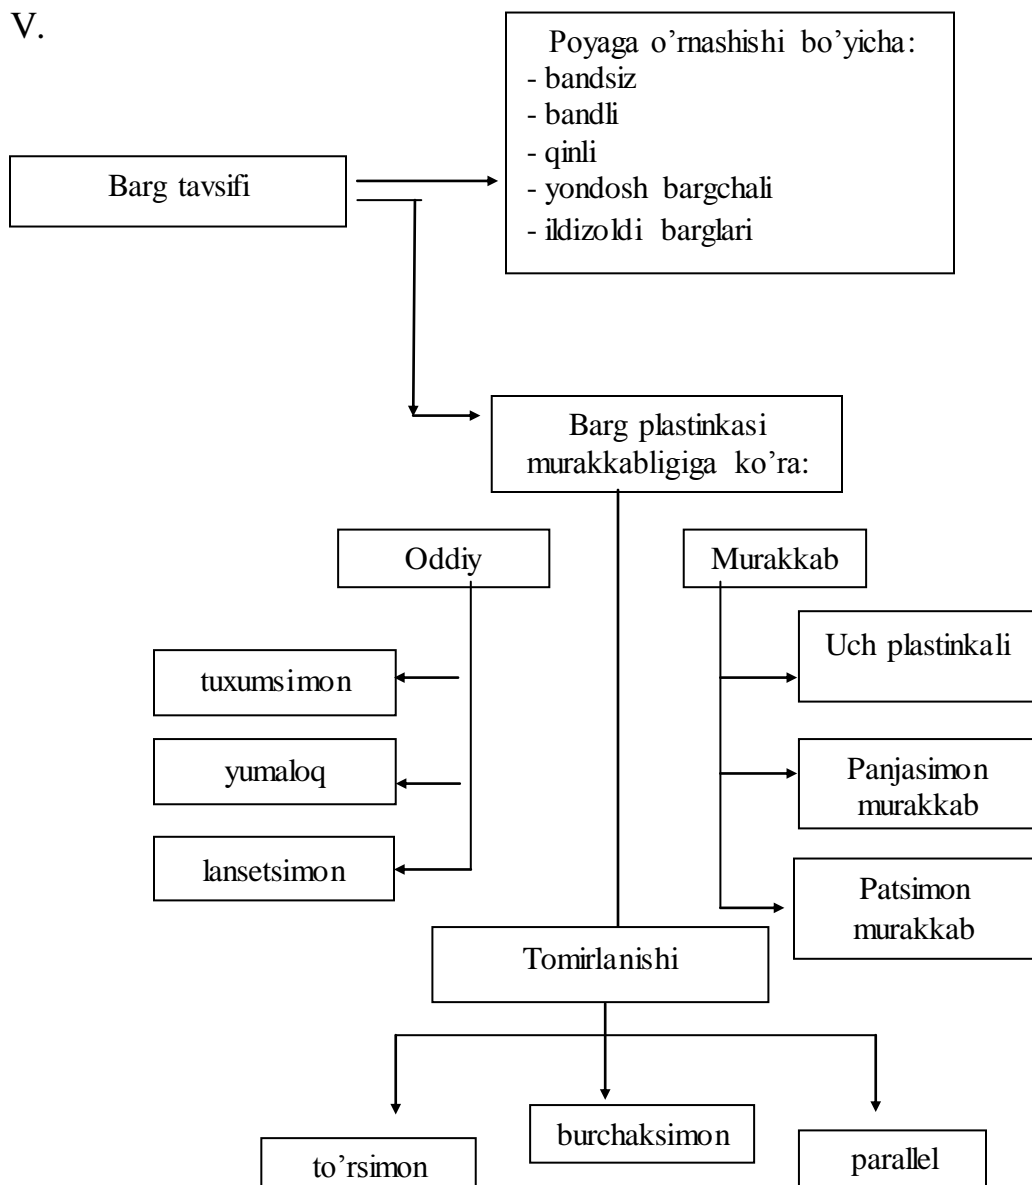 V.
Poyaga o’rnashishi bo’yicha:
- bandsiz
- bandli
- qinli
- yondosh bargchali
- ildizoldi barglari
Barg tavsifi
Barg plastinkasi
murakkabligiga ko’ra:
Oddiy
Murakkab
Uch plastinkali
tuxumsimon
yumaloq
Panjasimon
murakkab
lansetsimon
Patsimon
murakkab
Tomirlanishi
to’rsimon
burchaksimon
parallel